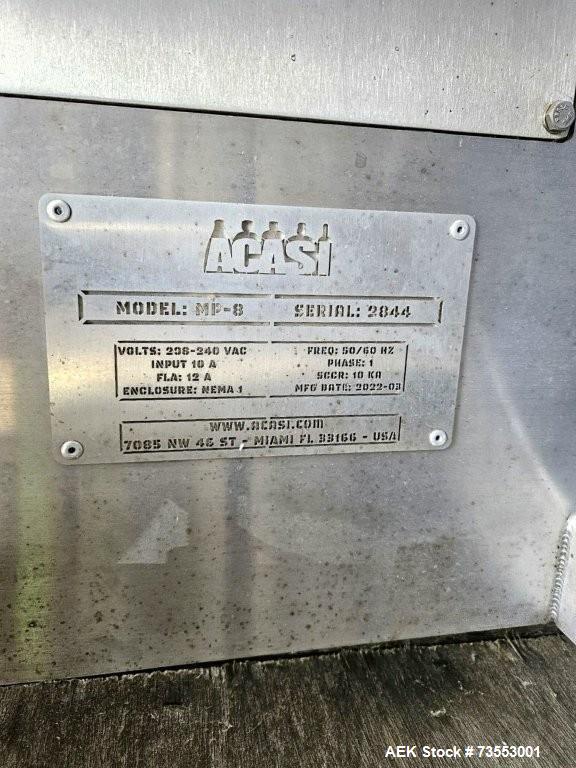 ACASI
MODEL: MP-8 SERIAL: 2844
VOLTS: 208-240 VAC FREQ: 50/60 HZ
INPUT 10 A PHASE: 1
FLA: 12 A SCCR: 10 KA
ENCLOSURE: NEMA 1 MFG DATE: 2022-03
WWW.ACASI.COM
7085 NW 46 ST - MIAMI FL 33166 - USA
AEK Stock #73553001